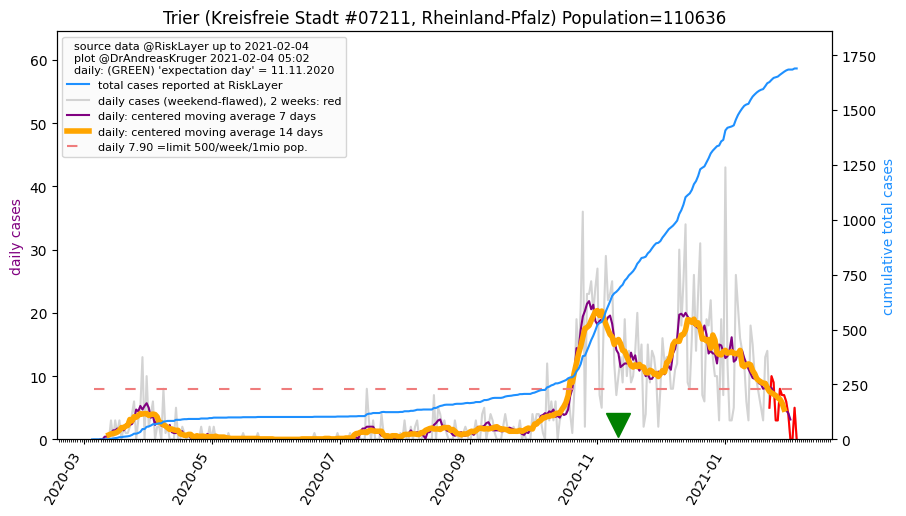 Trier (Kreisfreie Stadt #07211, Rheinland-Pfalz) Population=110636
source data @RiskLayer up to 2021-02-04
plot @DrAndreasKruger 2021-02-04 05:02
daily: (GREEN) 'expectation day' = 11.11.2020
total cases reported at RiskLayer
daily cases (weekend-flawed), 2 weeks: red
daily: centered moving average 7 days
daily: centered moving average 14 days
daily 7.90 =limit 500/week/1mio pop.
daily cases
60
50
40
30
20
10
0
cumulative total cases
1750
1500
1250
1000
750
500
250
0
2020-03
2020-05
2020-07
2020-09
2020-11
2021-01